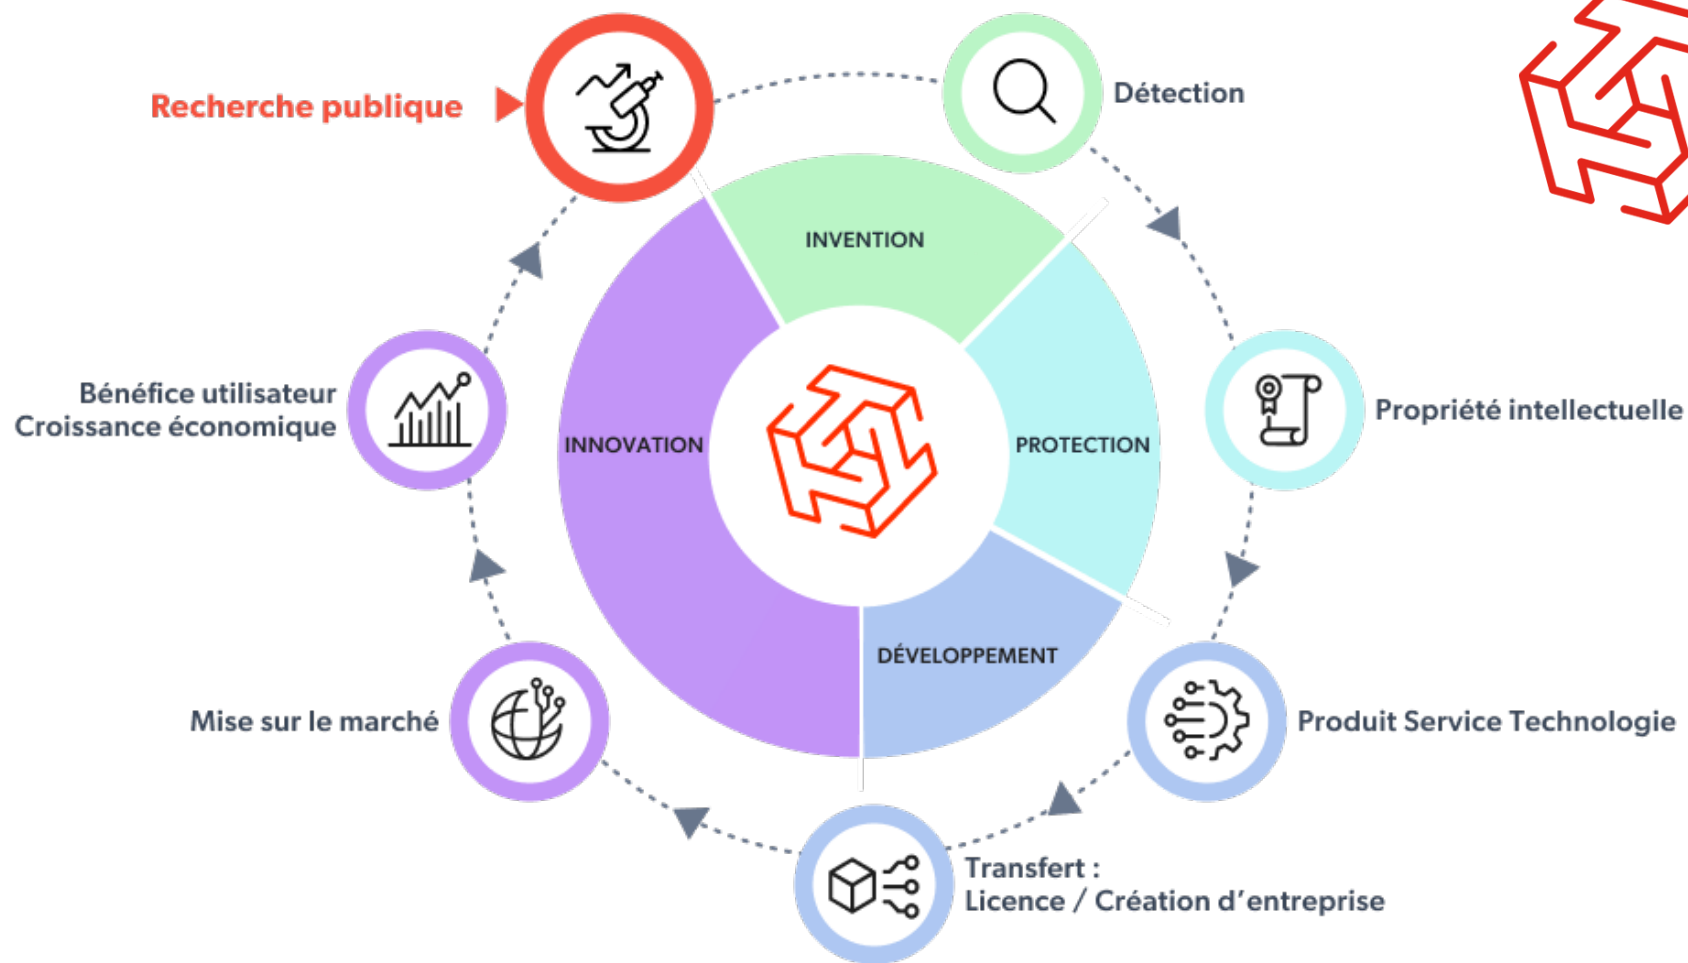 Recherche publique
Détection
INVENTION
Bénéfice utilisateur
Croissance économique
INNOVATION
PROTECTION
Propriété intellectuelle
DÉVELOPPEMENT
Mise sur le marché
Produit Service Technologie
Transfert :
Licence / Création d’entreprise